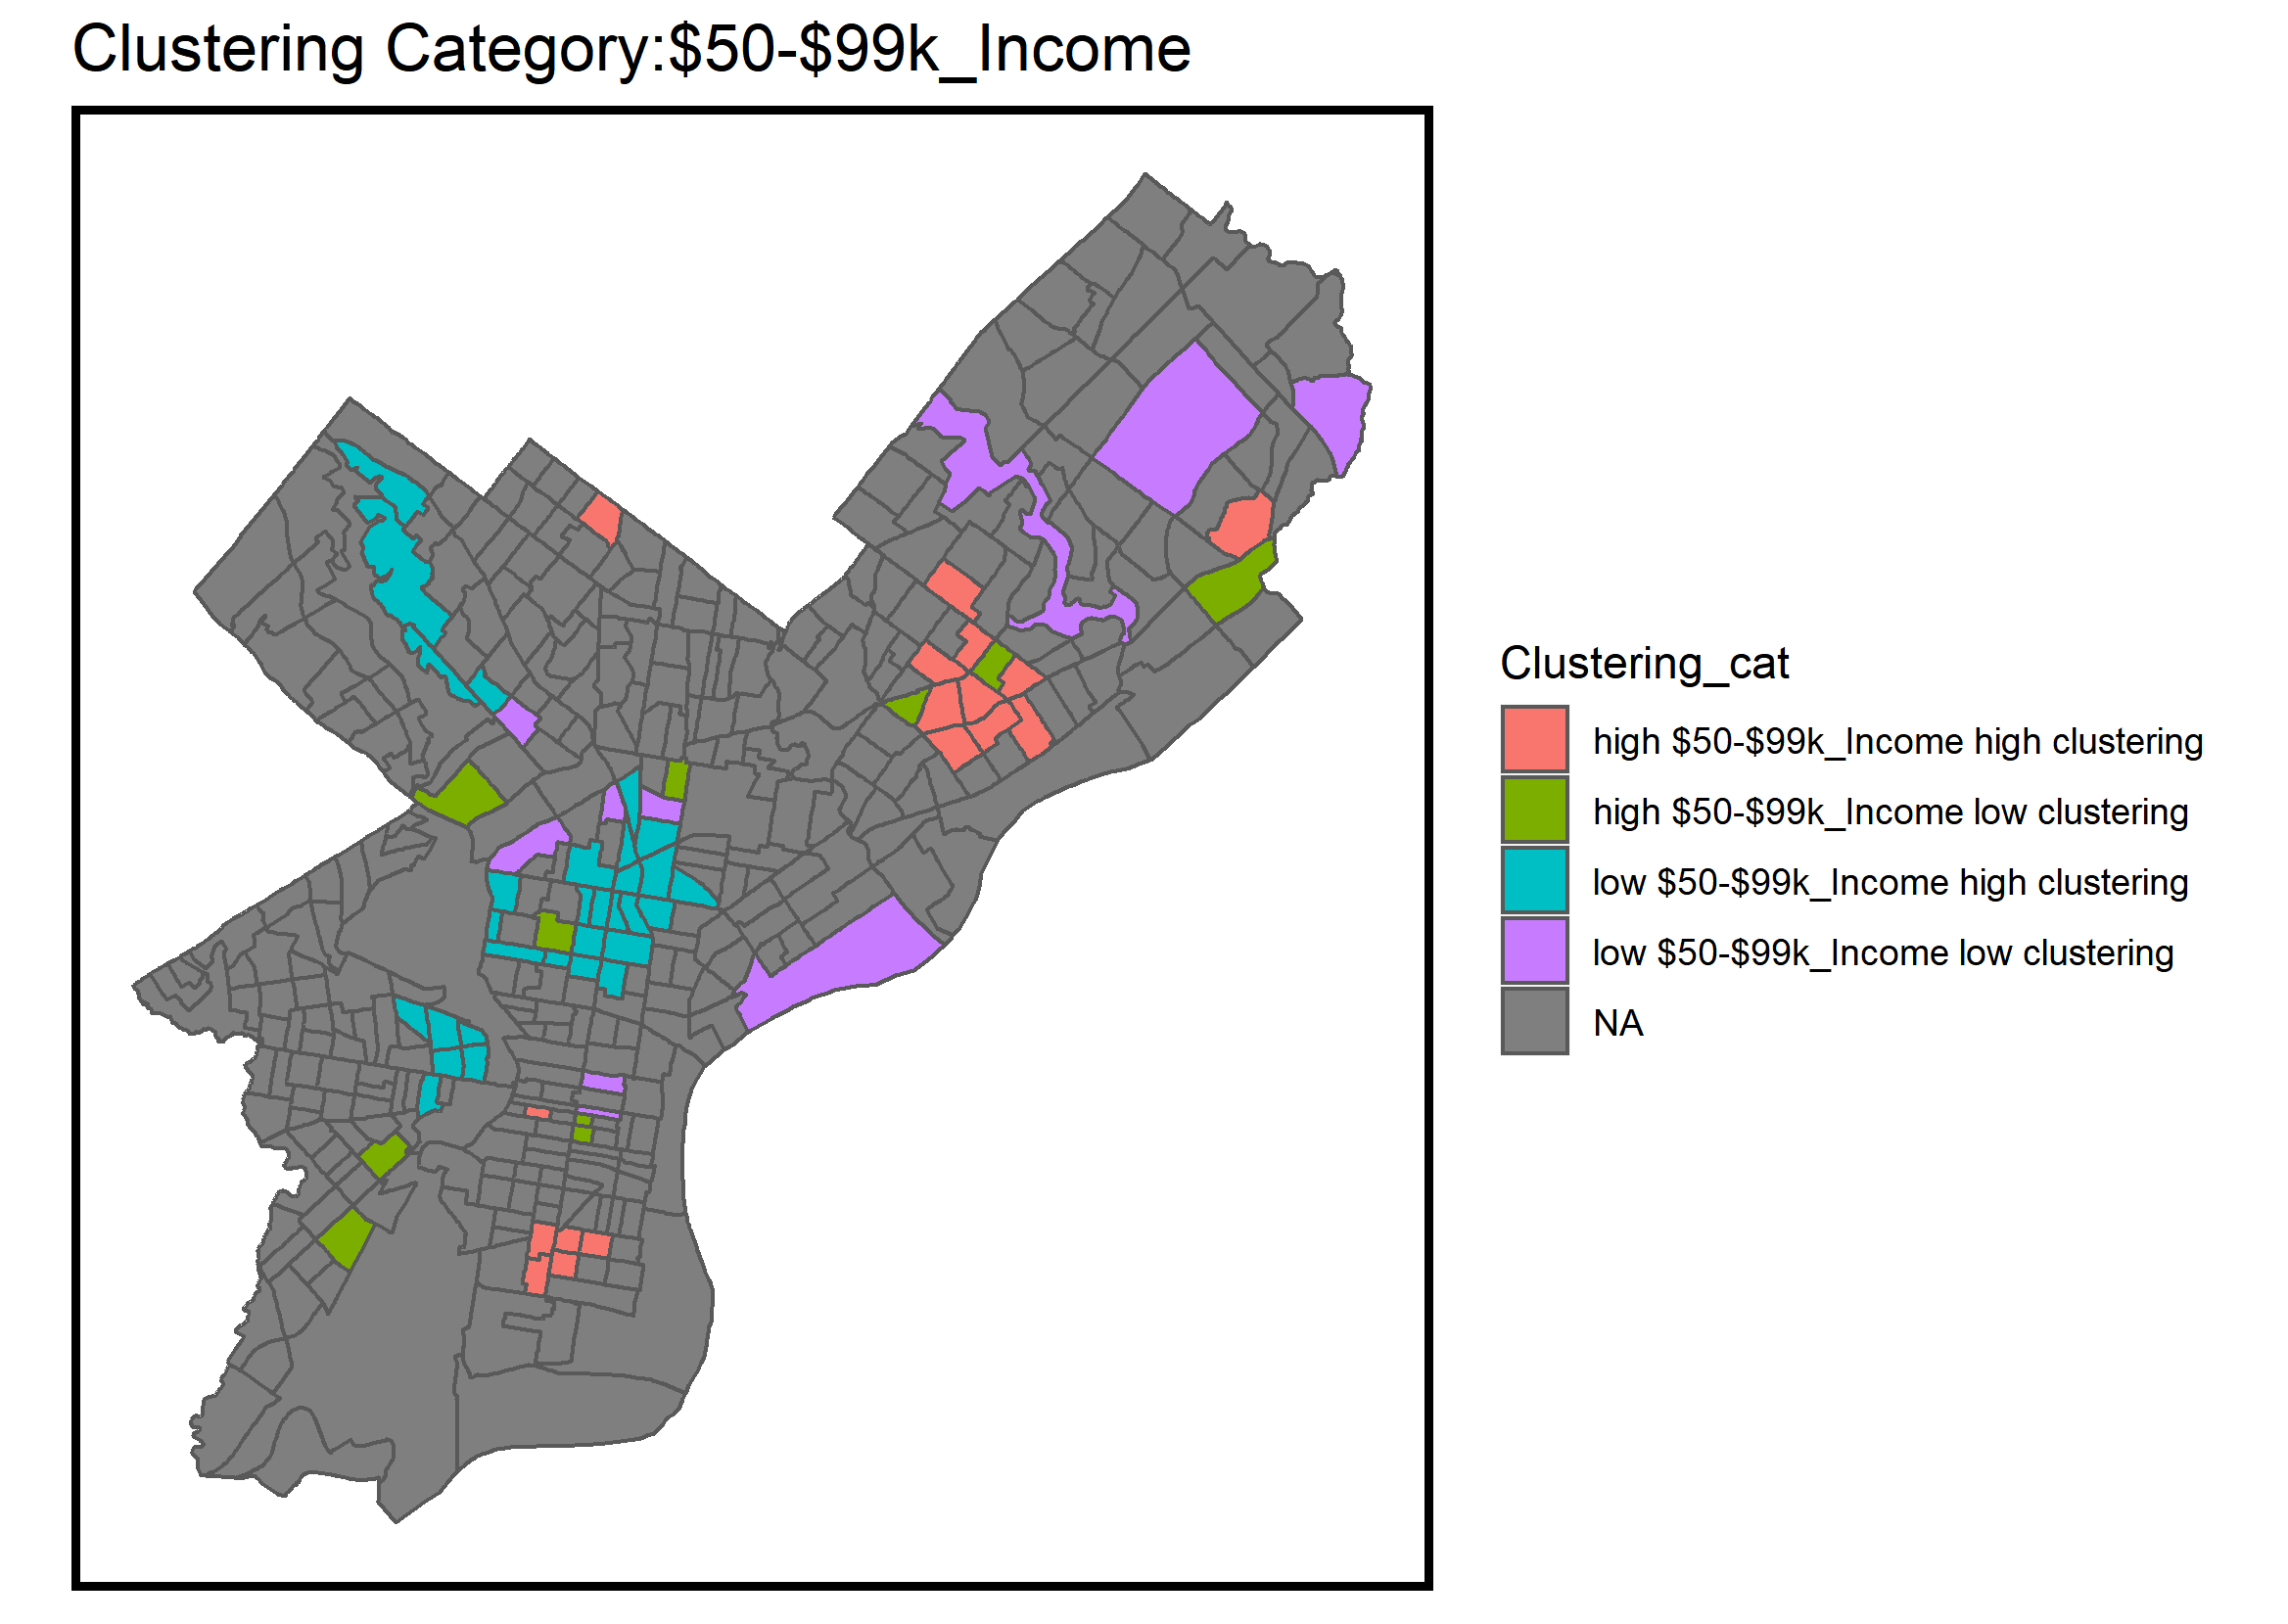 Clustering Category:$50-$99k_Income
Clustering_cat
high $50-$99k_Income high clustering
high $50-$99k_Income low clustering
low $50-$99k_Income high clustering
low $50-$99k_Income low clustering
NA